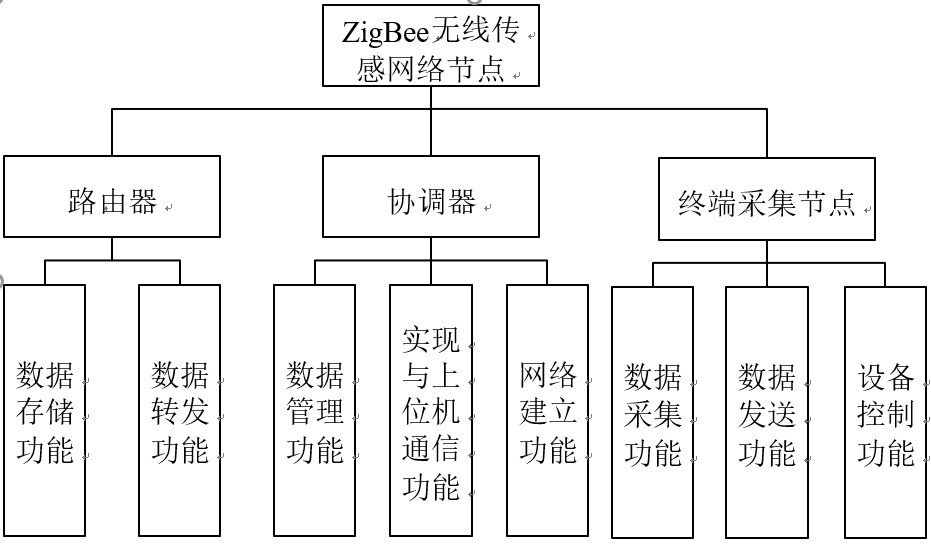 ZigBee无线传
感网络节点
路由器
协调器
终端采集节点
数据
存储
功能
数据
转发
功能
数据
管理
功能
实现
与上
位机
通信
功能
网络
建立
功能
数据
采集
功能
数据
发送
功能
设备
控制
功能